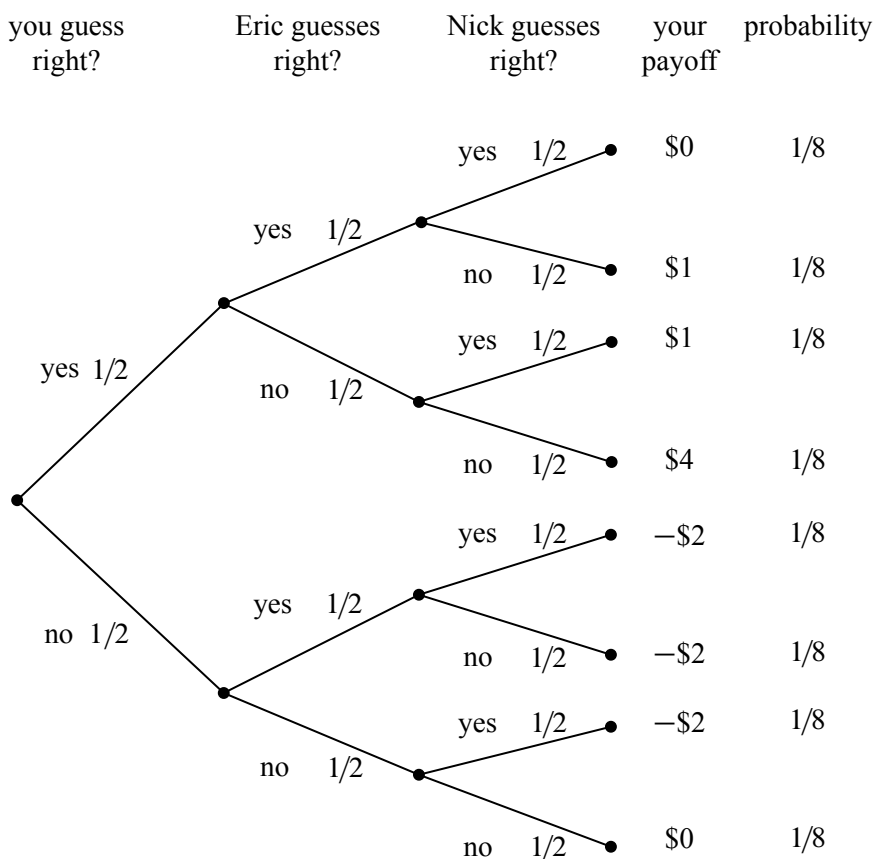 you guess right?
Eric guesses right?
Nick guesses right?
your payoff
probability
yes 1/2 $0 1/8
yes 1/2
no 1/2 $1 1/8
yes 1/2 $1 1/8
yes 1/2
no 1/2
no 1/2 $4 1/8
yes 1/2 −$2 1/8
yes 1/2
no 1/2
no 1/2 −$2 1/8
yes 1/2 −$2 1/8
no 1/2
no 1/2 $0 1/8